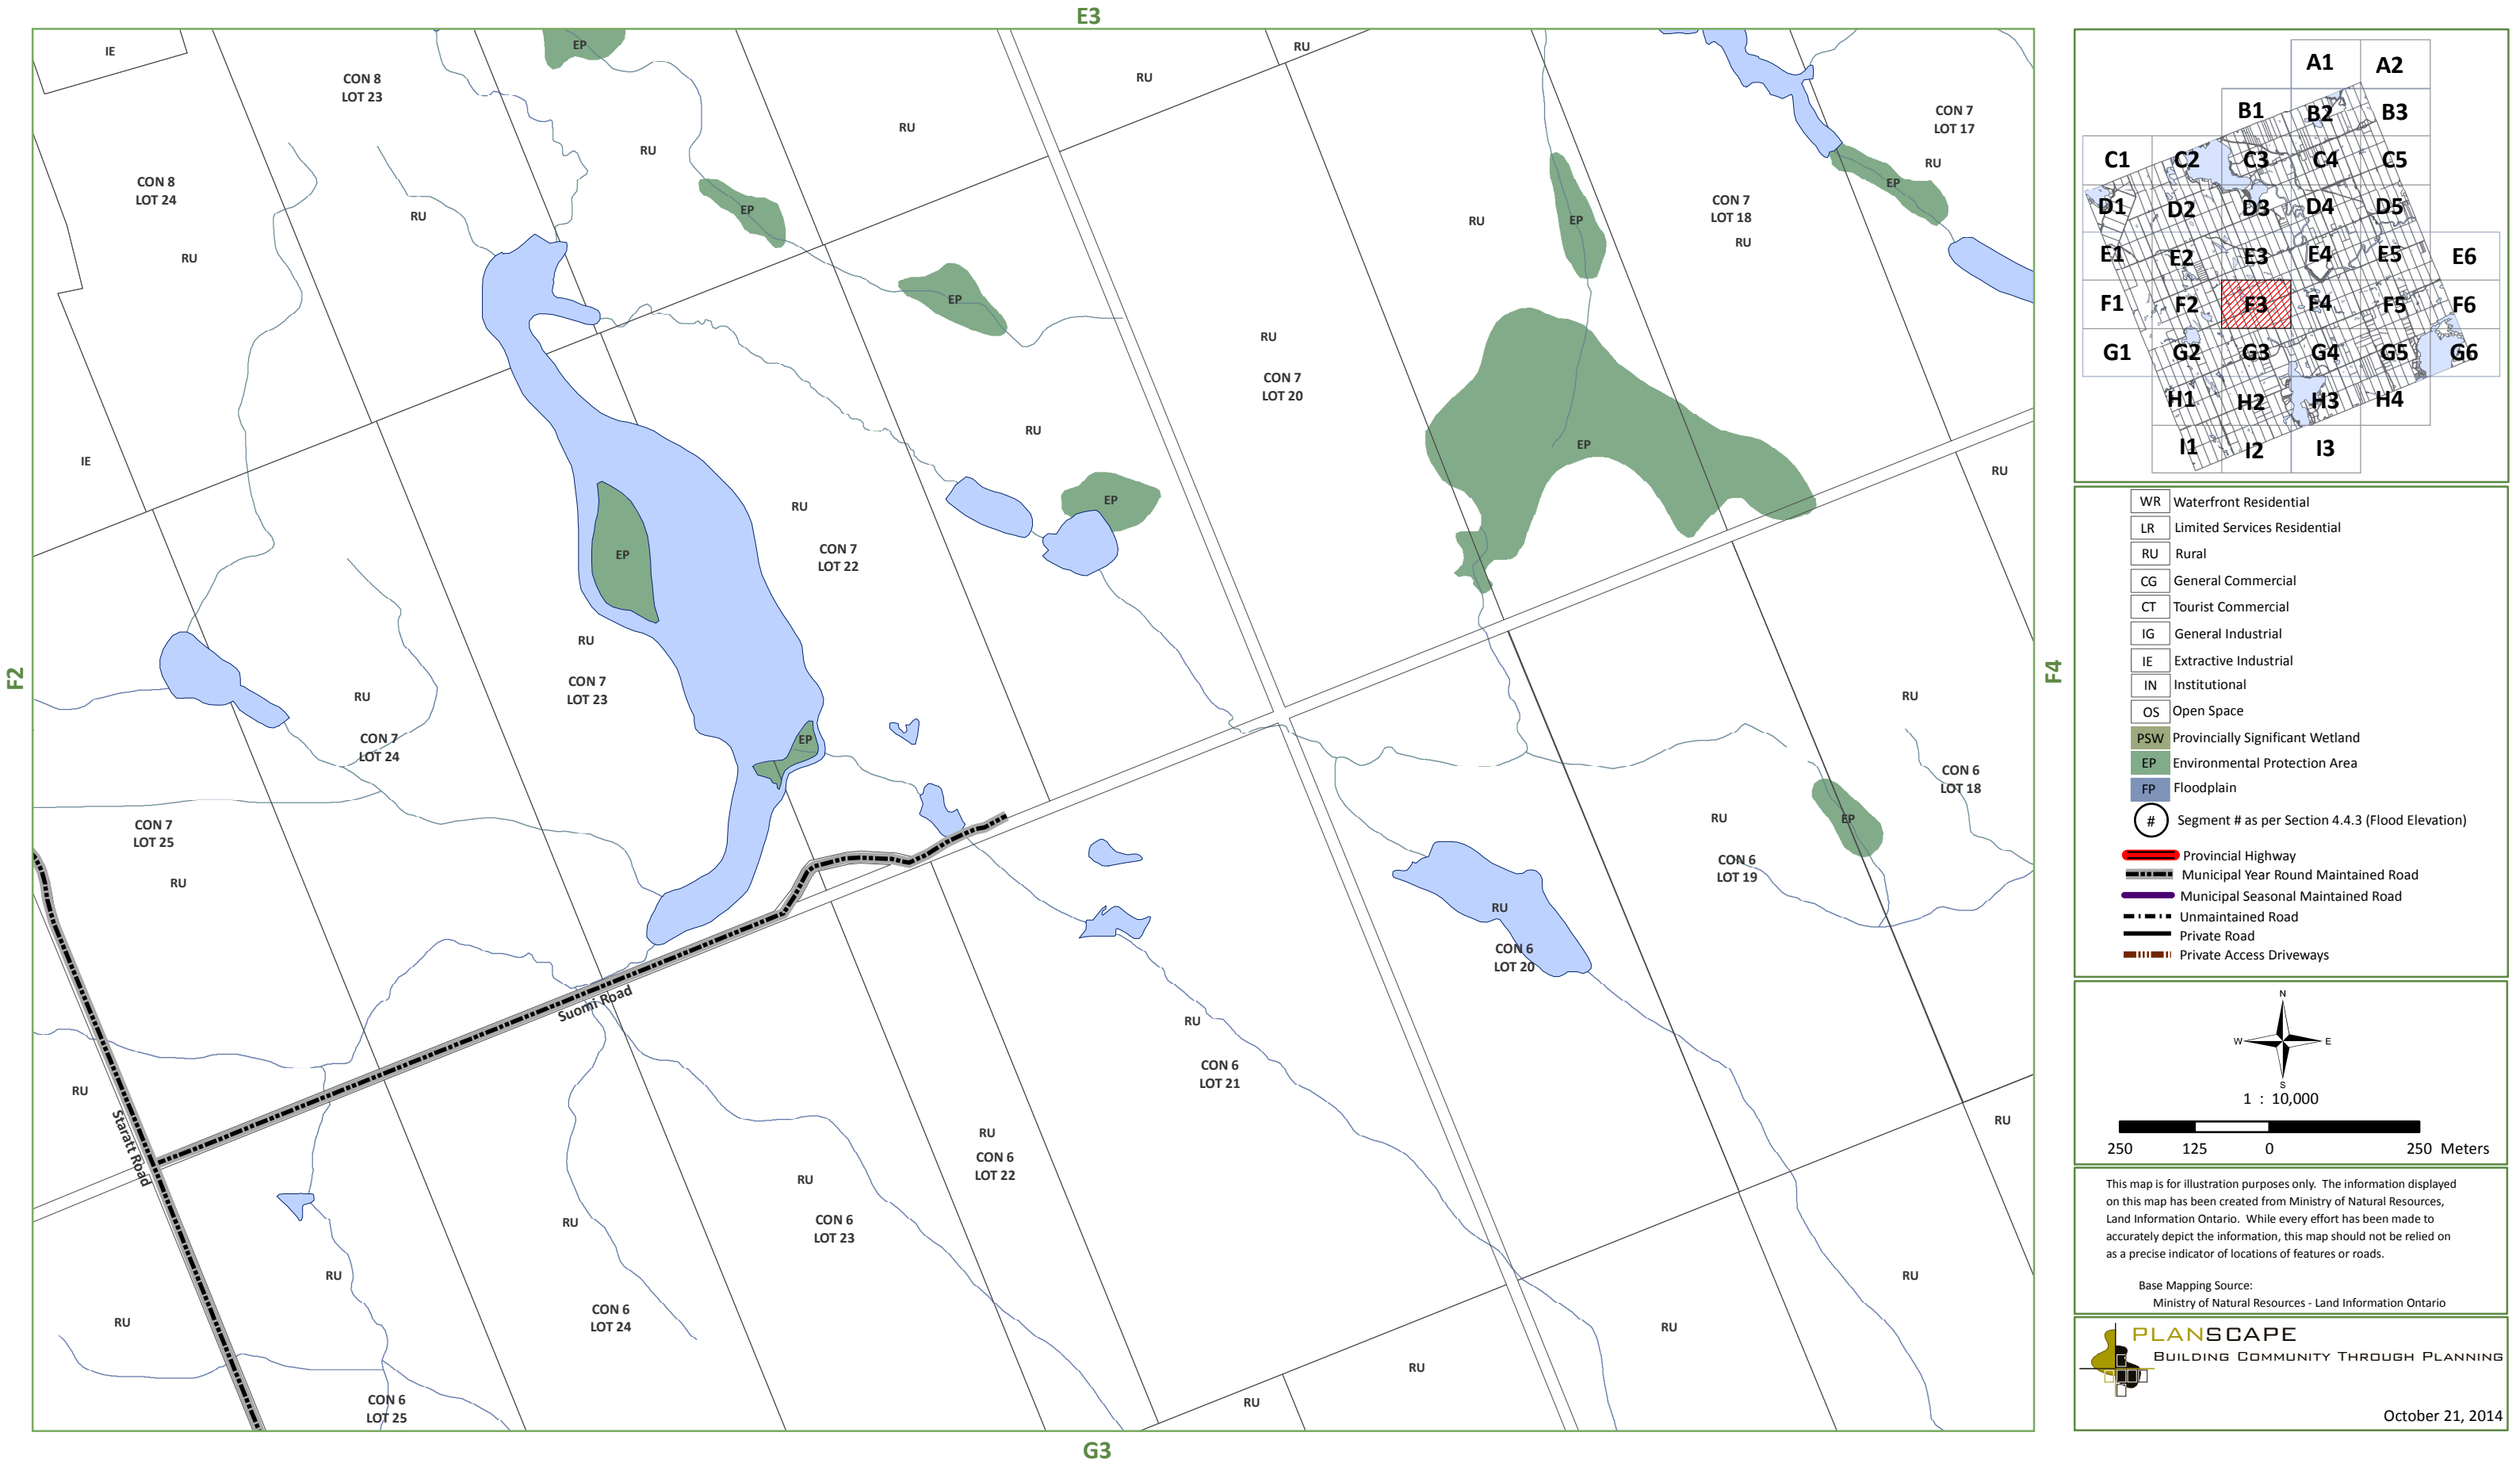 E3
IE
EP
RU
CON 8
LOT 23
RU
RU
CON 7
LOT 17
RU
RU
EP
CON 8
LOT 24
RU
EP
RU
EP
CON 7
LOT 18
RU
RU
EP
RU
EP
RU
CON 7
LOT 20
RU
EP
IE
RU
EP
RU
EP
CON 7
LOT 22
RU
CON 7
LOT 23
F2
RU
CON 7
LOT 24
EP
RU
F4
CON 6
LOT 18
CON 7
LOT 25
RU
RU
EP
CON 6
LOT 19
RU
CON 6
LOT 20
Suomi Road
RU
CON 6
LOT 21
RU
Staratt Road
RU
CON 6
LOT 22
RU
RU
CON 6
LOT 23
RU
RU
RU
RU
CON 6
LOT 24
RU
RU
RU
RU
CON 6
LOT 25
G3
A1 A2
B1 B2 B3
C1 C2 C3 C4 C5
D1 D2 D3 D4 D5
E1 E2 E3 E4 E5 E6
F1 F2 F3 F4 F5 F6
G1 G2 G3 G4 G5 G6
H1 H2 H3 H4
I1 I2 I3
WR Waterfront Residential
LR Limited Services Residential
RU Rural
CG General Commercial
CT Tourist Commercial
IG General Industrial
IE Extractive Industrial
IN Institutional
OS Open Space
PSW Provincially Significant Wetland
EP Environmental Protection Area
FP Floodplain
# Segment # as per Section 4.4.3 (Flood Elevation)
Provincial Highway
Municipal Year Round Maintained Road
Municipal Seasonal Maintained Road
Unmaintained Road
Private Road
Private Access Driveways
N
W E
S
1 : 10,000
250 125 0 250 Meters
This map is for illustration purposes only. The information displayed
on this map has been created from Ministry of Natural Resources,
Land Information Ontario. While every effort has been made to
accurately depict the information, this map should not be relied on
as a precise indicator of locations of features or roads.
Base Mapping Source:
Ministry of Natural Resources - Land Information Ontario
PLANSCAPE
BUILDING COMMUNITY THROUGH PLANNING
October 21, 2014